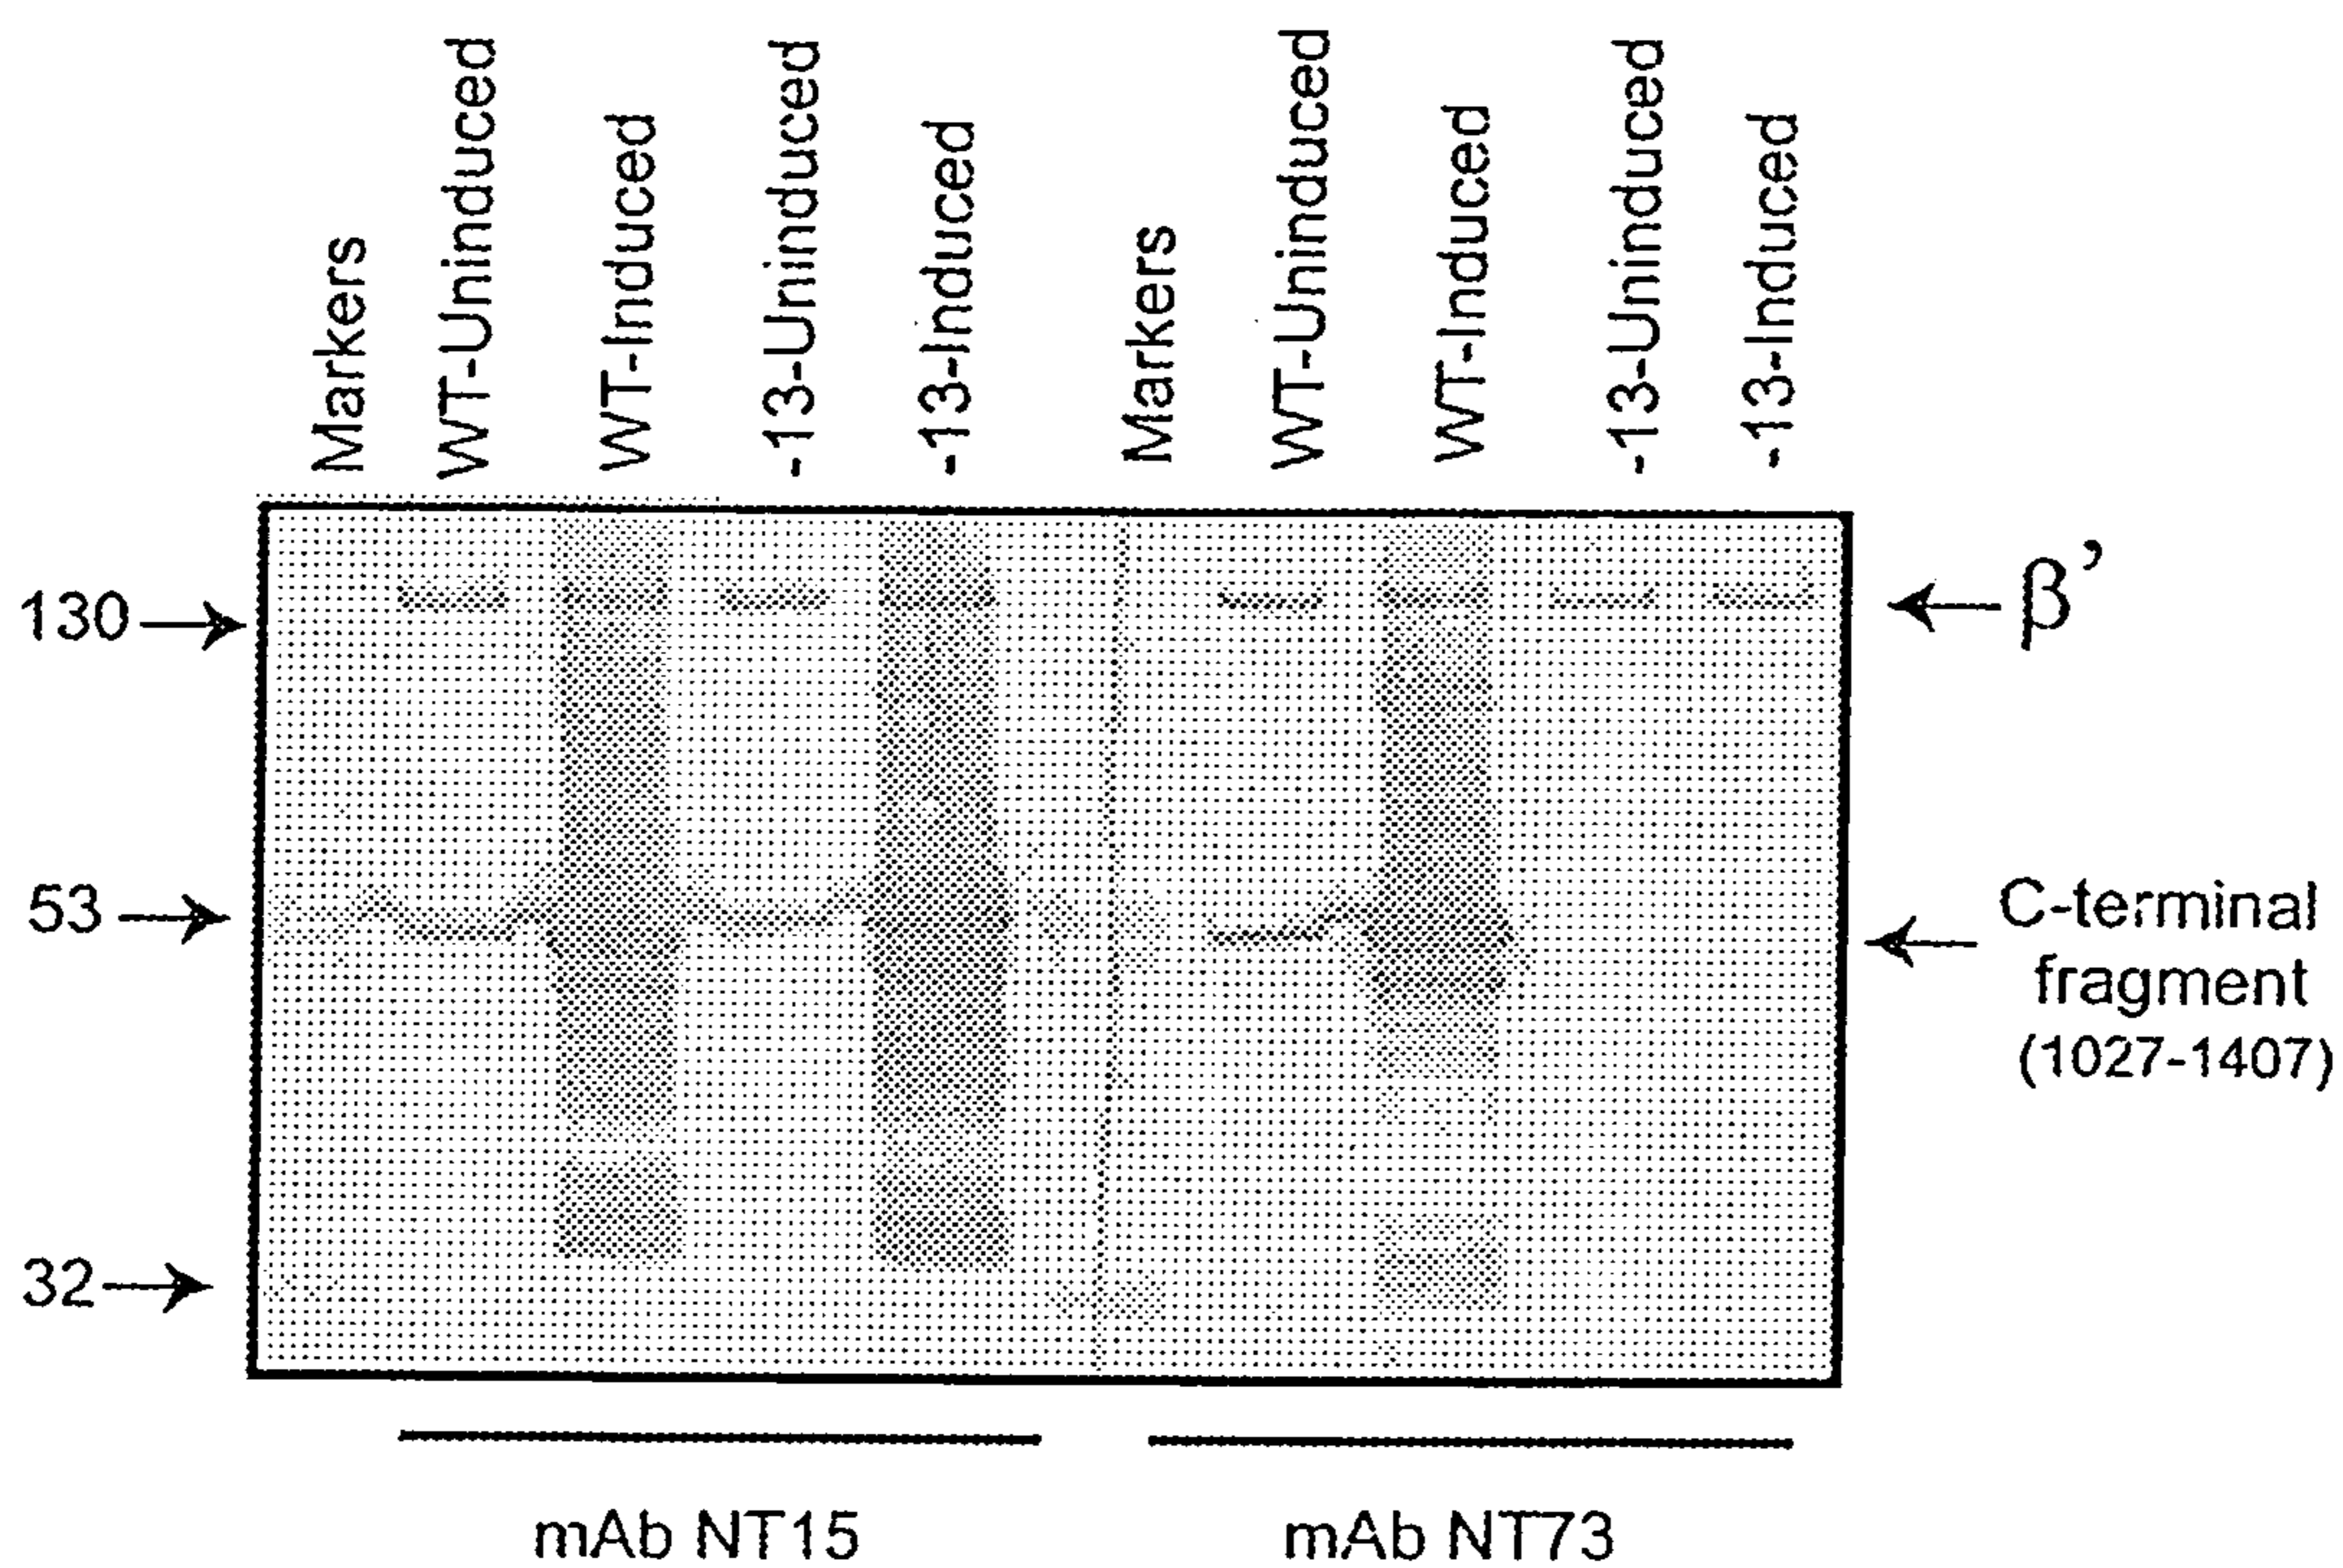 Markers
WT-Uninduced
WT-Induced
-13-Uninduced
-13-Induced
Markers
WT-Uninduced
WT-Induced
-13-Uninduced
-13-Induced
130
β’
53
C-terminal
fragment
(1027-1407)
32
mAb NT15
mAb NT73